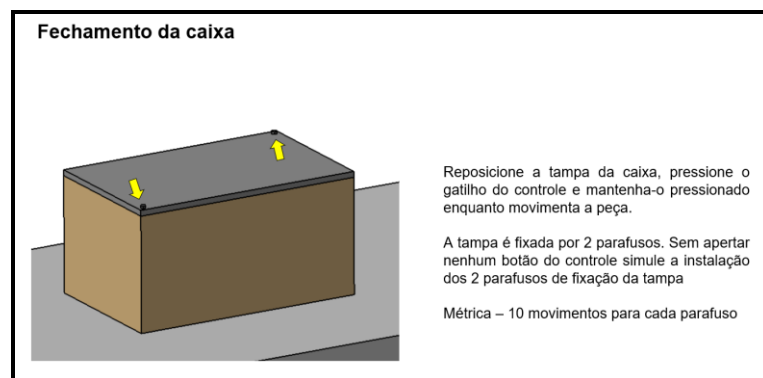 Fechamento da caixa
Reposicione a tampa da caixa, pressione o
gatilho do controle e mantenha-o pressionado
enquanto movimenta a peça.
A tampa é fixada por 2 parafusos. Sem apertar
nenhum botão do controle simule a instalação
dos 2 parafusos de fixação da tampa
Métrica – 10 movimentos para cada parafuso